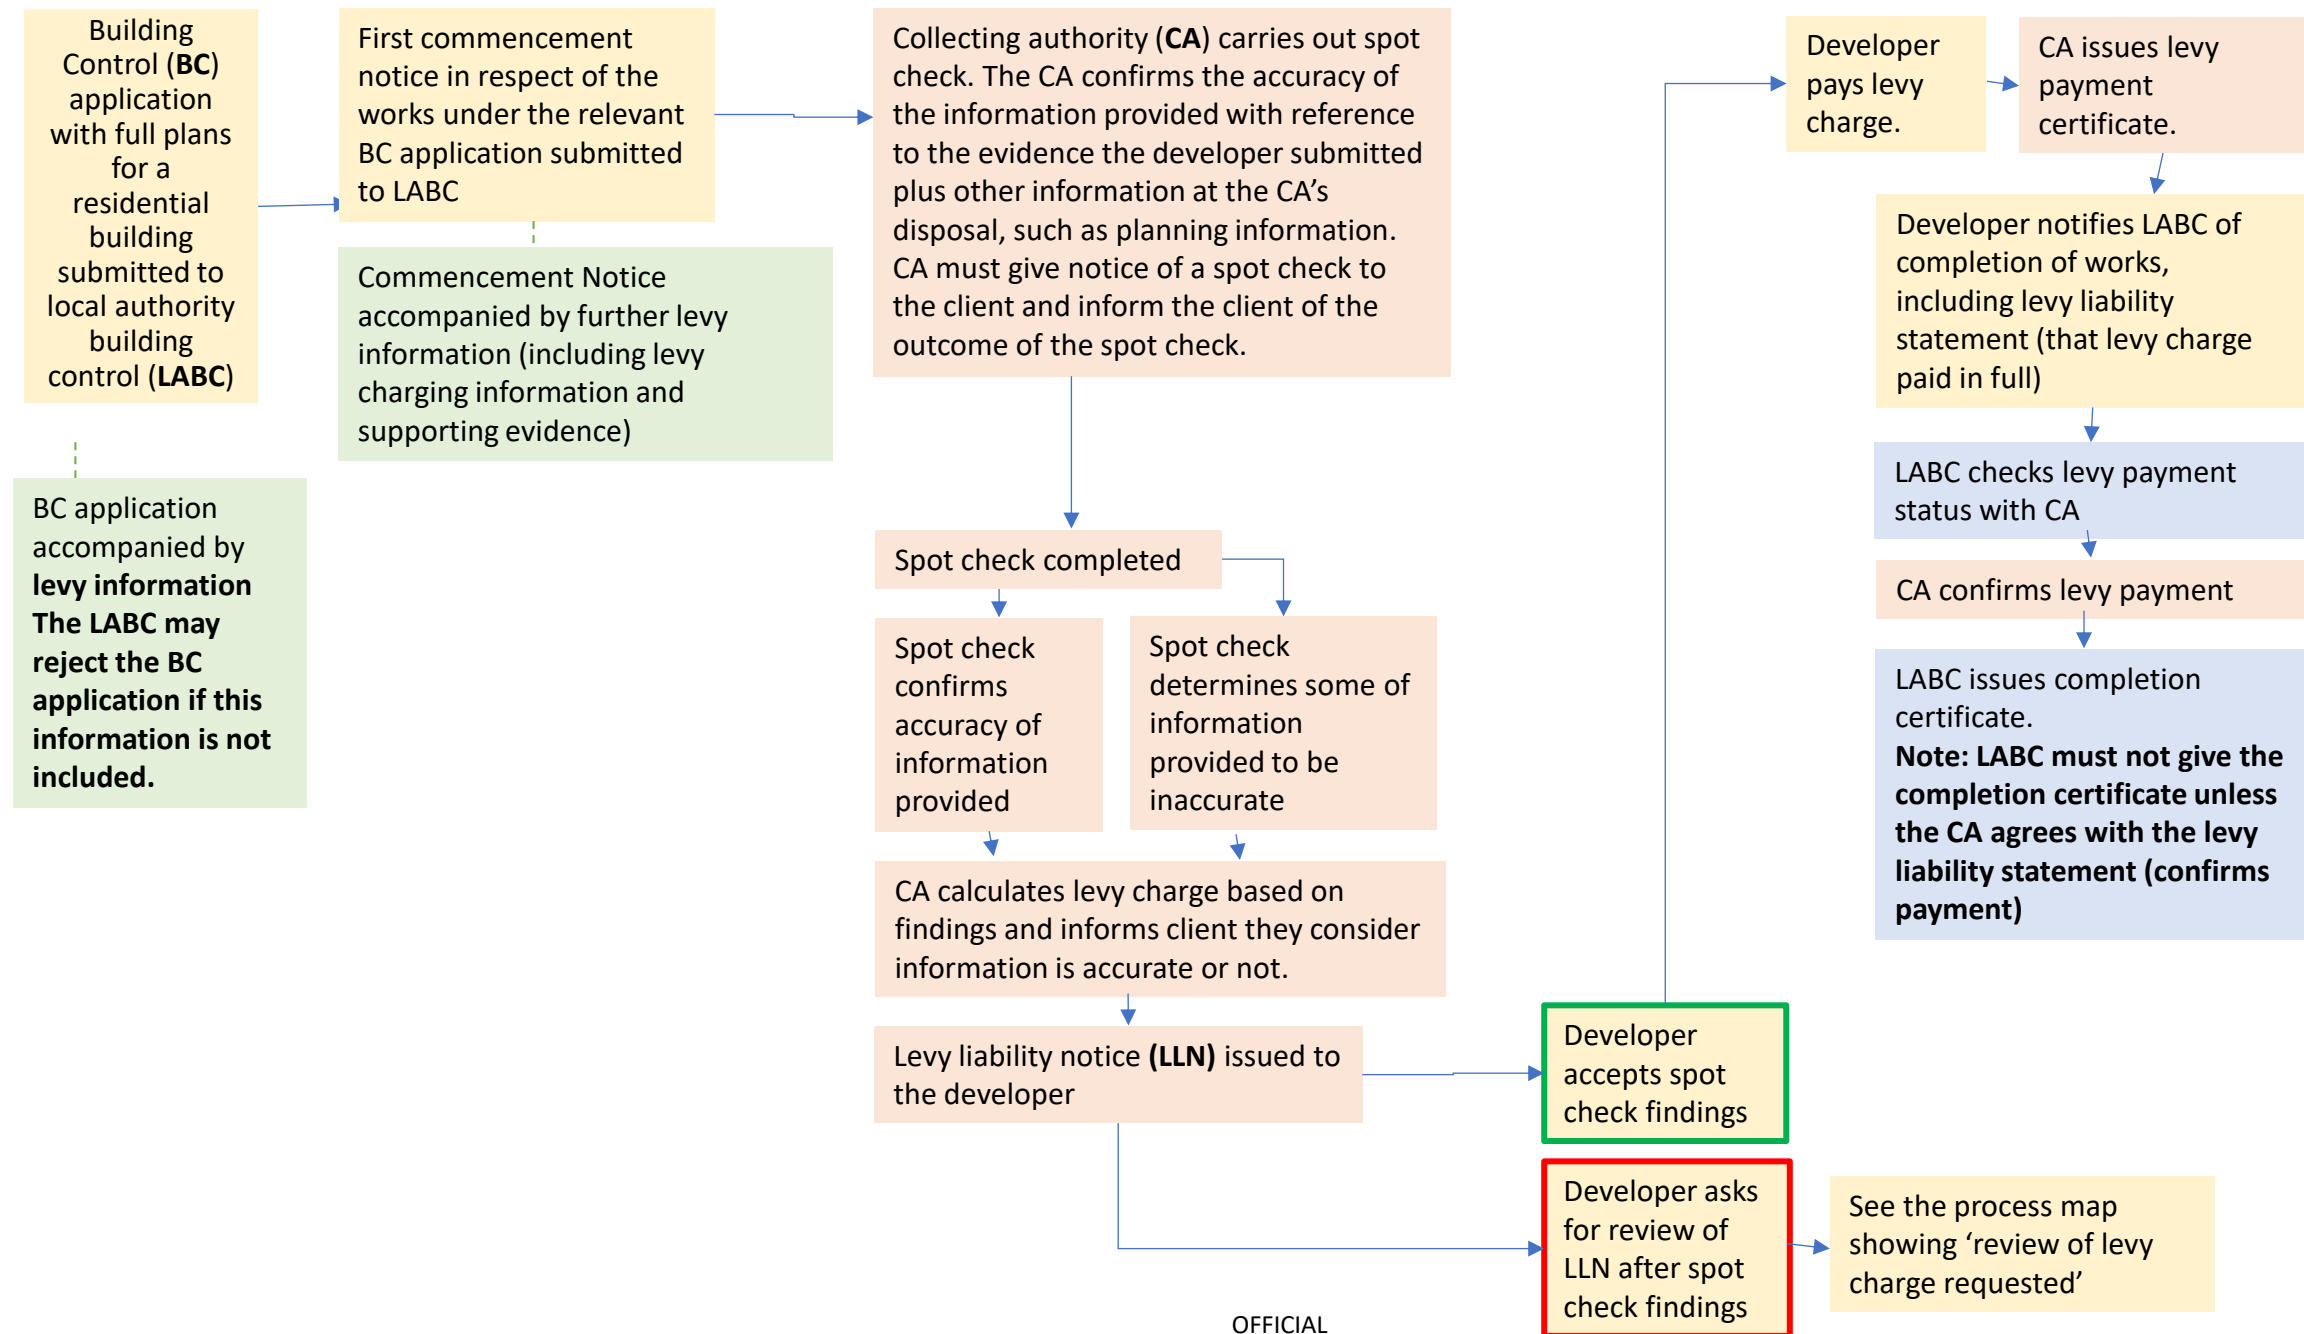 Building
Control (BC)
application
with full plans
for a
residential
building
submitted to
local authority
building
control (LABC)
BC application
accompanied by
levy information
The LABC may
reject the BC
application if this
information is not
included.
First commencement
notice in respect of the
works under the relevant
BC application submitted
to LABC
Commencement Notice
accompanied by further levy
information (including levy
charging information and
supporting evidence)
Collecting authority (CA) carries out spot
check. The CA confirms the accuracy of
the information provided with reference
to the evidence the developer submitted
plus other information at the CA’s
disposal, such as planning information.
CA must give notice of a spot check to
the client and inform the client of the
outcome of the spot check.
Spot check completed
Spot check
confirms
accuracy of
information
provided
Spot check
determines some of
information
provided to be
inaccurate
CA calculates levy charge based on
findings and informs client they consider
information is accurate or not.
Levy liability notice (LLN) issued to
the developer
Developer
accepts spot
check findings
Developer asks
for review of
LLN after spot
check findings
See the process map
showing ‘review of levy
charge requested’
Developer
pays levy
charge.
CA issues levy
payment
certificate.
Developer notifies LABC of
completion of works,
including levy liability
statement (that levy charge
paid in full)
LABC checks levy payment
status with CA
CA confirms levy payment
LABC issues completion
certificate.
Note: LABC must not give the
completion certificate unless
the CA agrees with the levy
liability statement (confirms
payment)
OFFICIAL